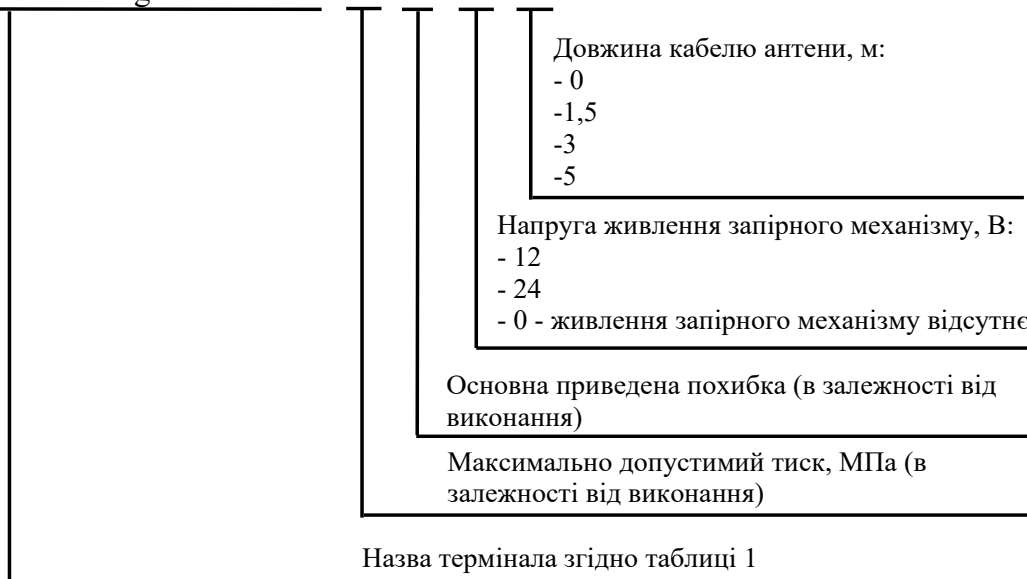 Довжина кабелю антени, м:
- 0
-1,5
-3
-5
Напруга живлення запірного механізму, В:
- 12
- 24
- 0 - живлення запірного механізму відсутнє
Основна приведена похибка (в залежності від
виконання)
Максимально допустимий тиск, МПа (в
залежності від виконання)
Назва термінала згідно таблиці 1